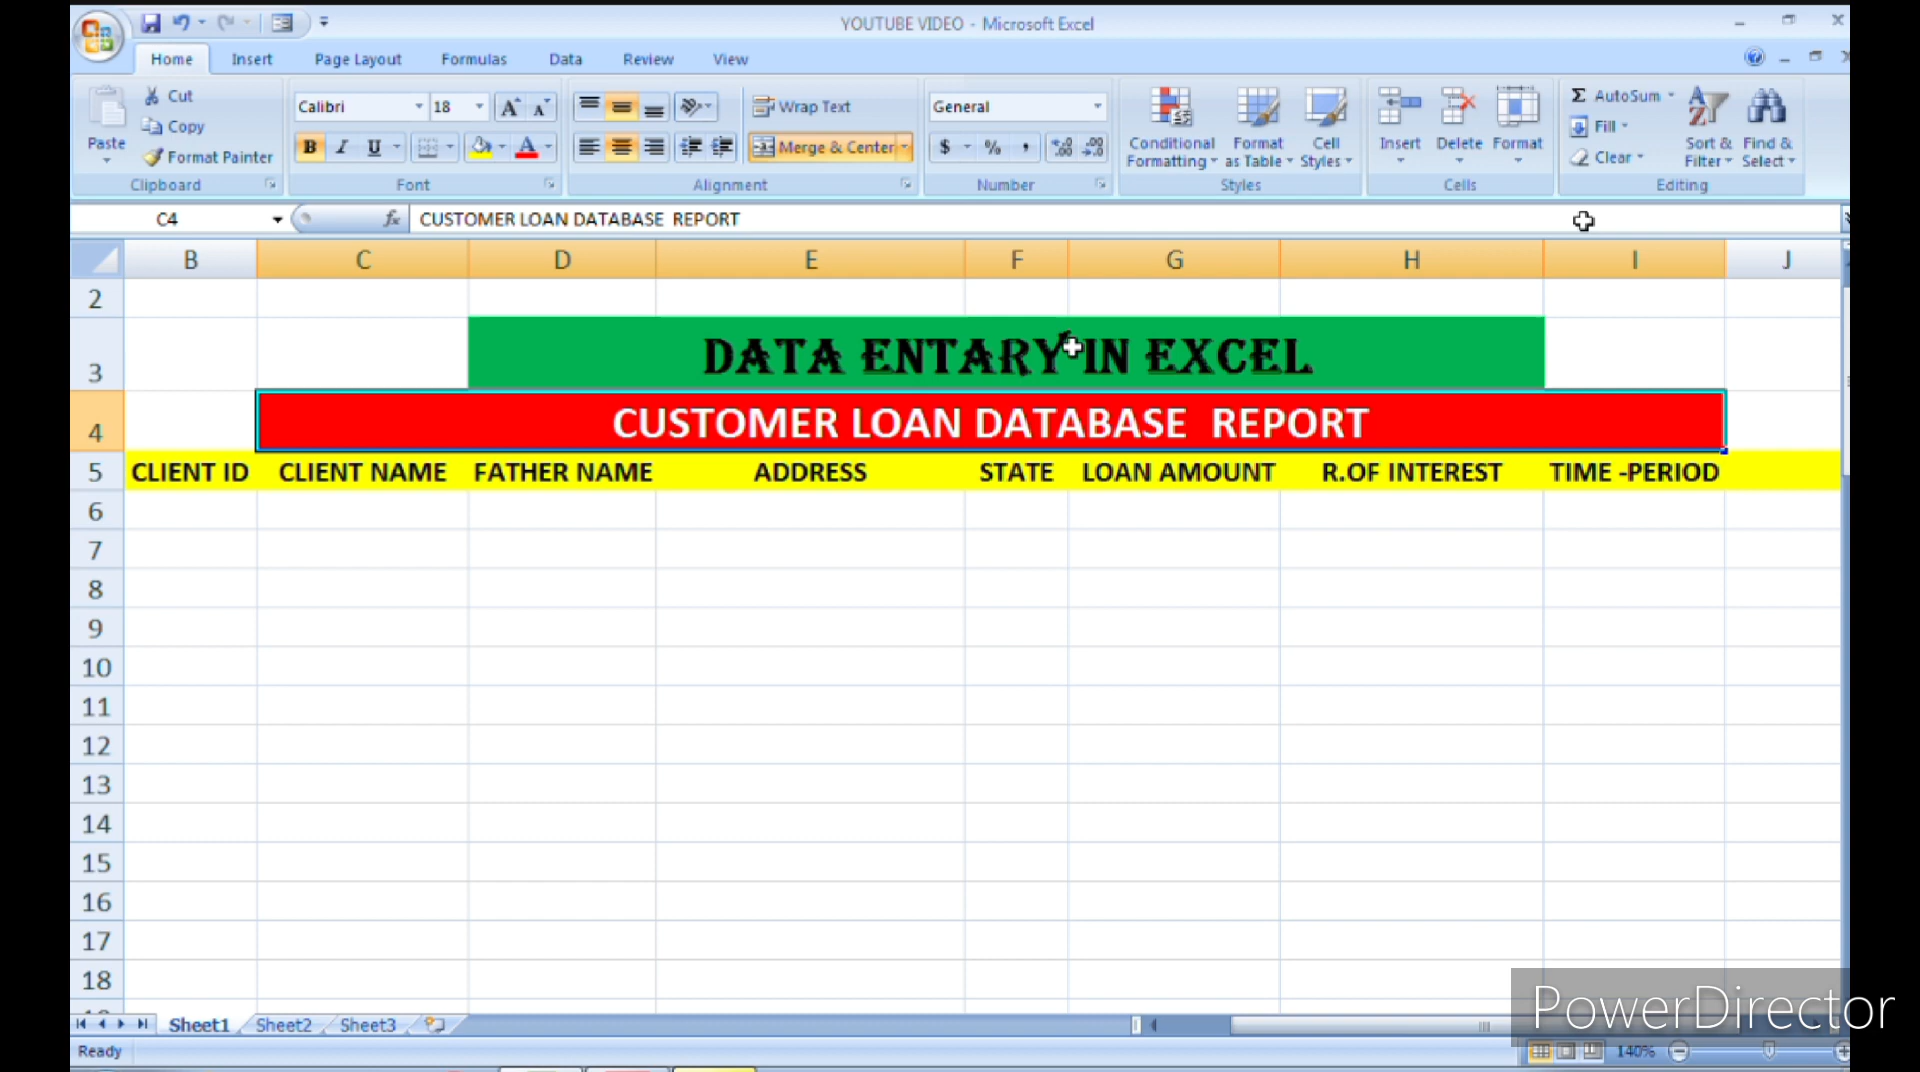 YOUTUBE VIDEO - Microsoft Excel
Home Insert Page Layout Formulas Data Review View
Paste Cut Copy Format Painter Clipboard
Calibri 18 B I U Font
Wrap Text Merge & Center Alignment
General $ % , Number
Conditional Formatting Format as Table Cell Styles Styles
Insert Delete Format Cells
Σ AutoSum Fill Clear Sort & Filter Find & Select Editing
C4 fx CUSTOMER LOAN DATABASE  REPORT
B C D E F G H I J
2
3 DATA ENTARY IN EXCEL
4 CUSTOMER LOAN DATABASE  REPORT
5 CLIENT ID CLIENT NAME FATHER NAME ADDRESS STATE LOAN AMOUNT R.OF INTEREST TIME -PERIOD
6
7
8
9
10
11
12
13
14
15
16
17
18
PowerDirector
Sheet1 Sheet2 Sheet3
Ready 140%